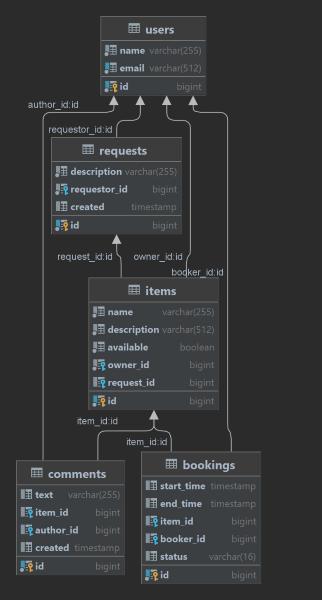 users
name varchar(255)
email varchar(512)
id bigint
author_id:id
requestor_id:id
requests
description varchar(255)
requestor_id bigint
created timestamp
id bigint
request_id:id
owner_id:id
booker_id:id
items
name varchar(255)
description varchar(512)
available boolean
owner_id bigint
request_id bigint
id bigint
item_id:id
item_id:id
comments
text varchar(255)
item_id bigint
author_id bigint
created timestamp
id bigint
bookings
start_time timestamp
end_time timestamp
item_id bigint
booker_id bigint
status varchar(16)
id bigint